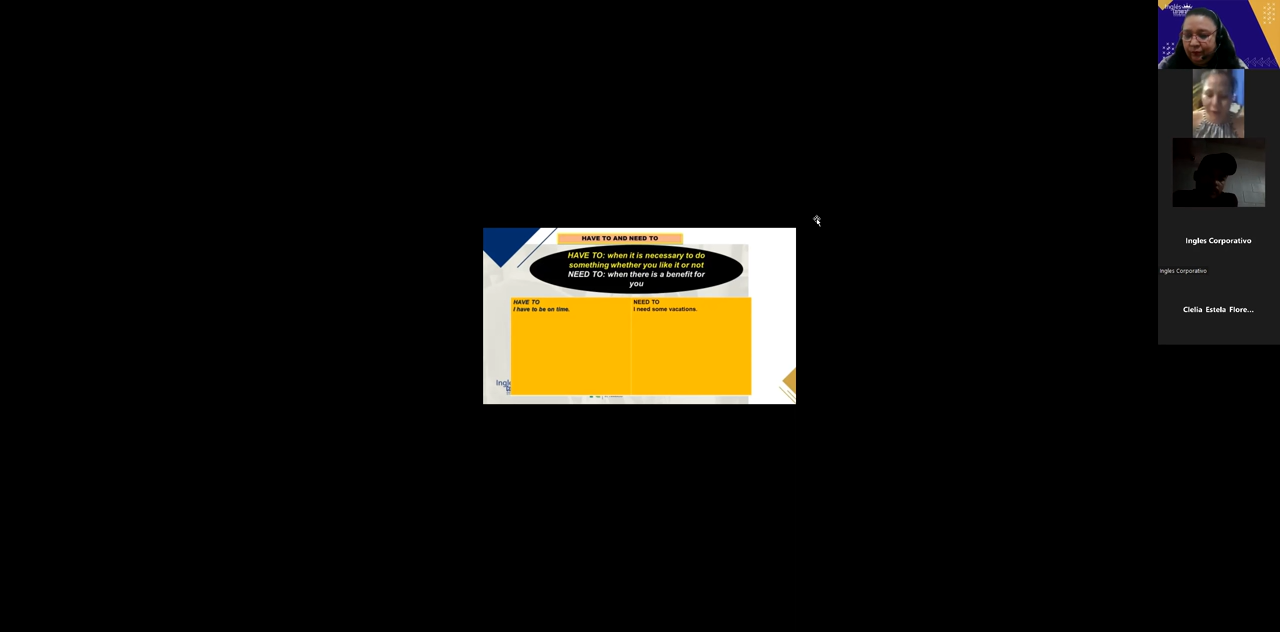 HAVE TO AND NEED TO
HAVE TO: when it is necessary to do
something whether you like it or not
NEED TO: when there is a benefit for
you
HAVE TO
I have to be on time.
NEED TO
I need some vacations.
Ingles Corporativo
Ingles Corporativo
Clelia Estela Flore...